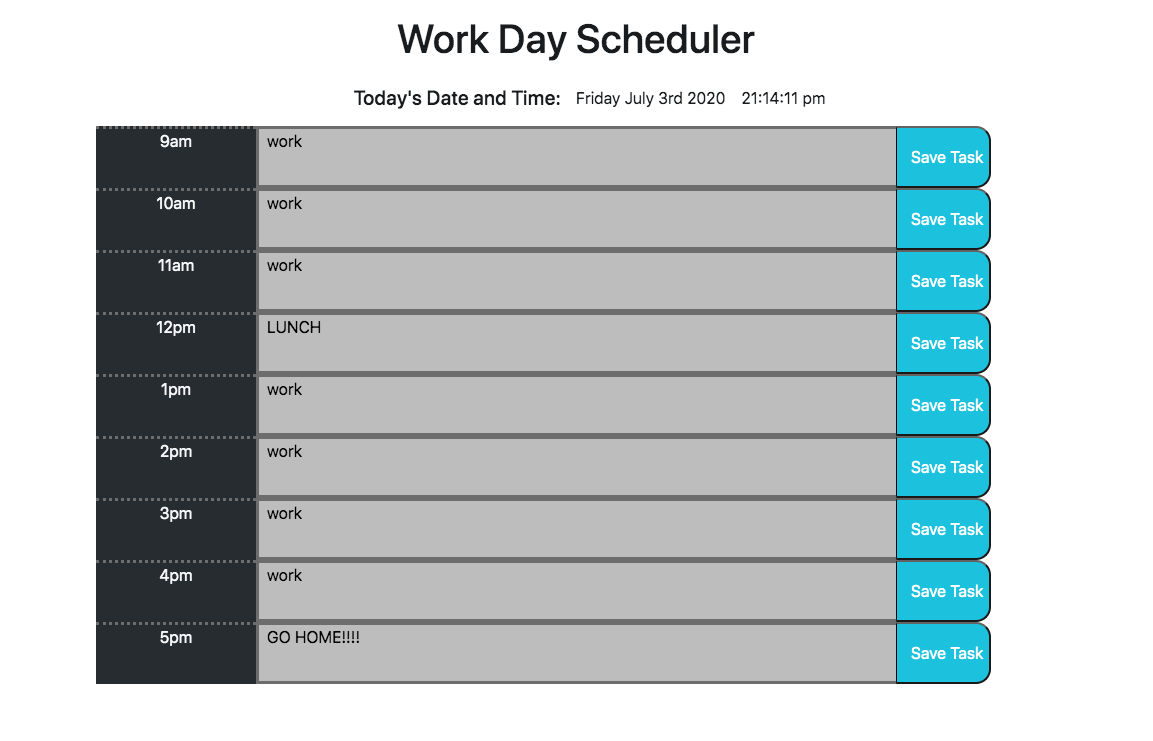 Work Day Scheduler
Today's Date and Time: Friday July 3rd 2020 21:14:11 pm
9am work Save Task
10am work Save Task
11am work Save Task
12pm LUNCH Save Task
1pm work Save Task
2pm work Save Task
3pm work Save Task
4pm work Save Task
5pm GO HOME!!!! Save Task